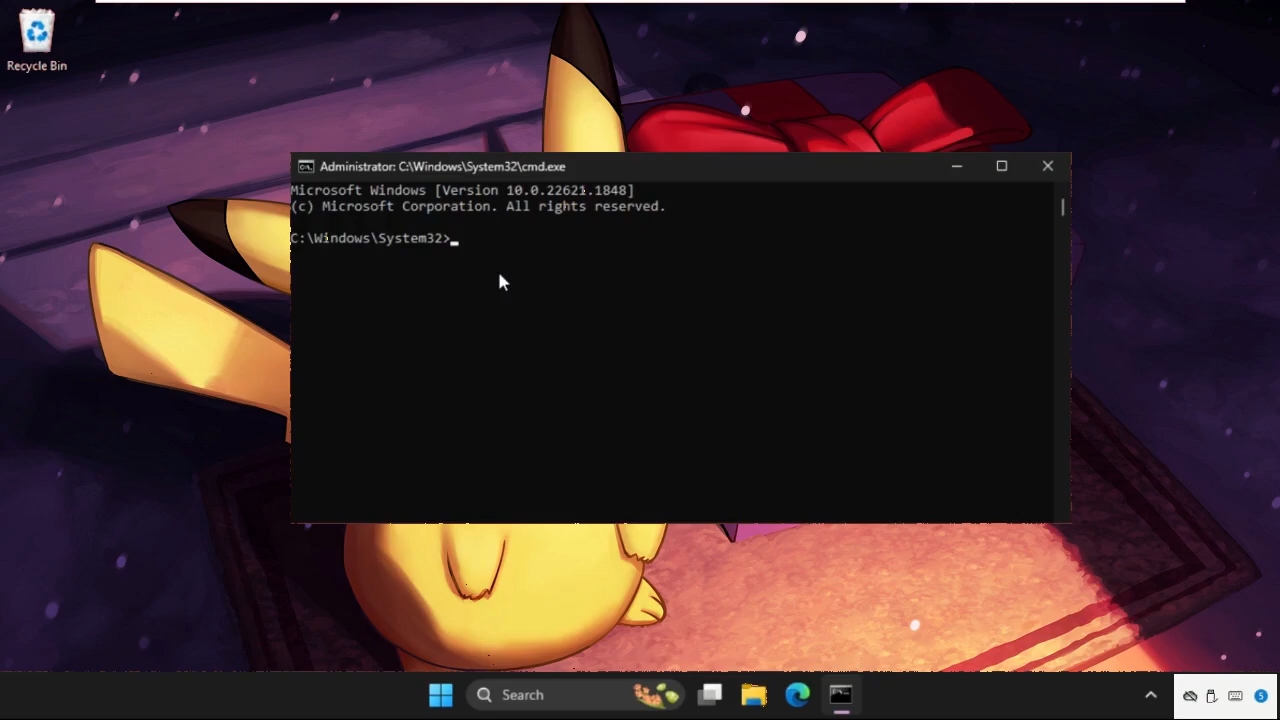 Recycle Bin
Administrator: C:\Windows\System32\cmd.exe
Microsoft Windows [Version 10.0.22621.1848]
(c) Microsoft Corporation. All rights reserved.
C:\Windows\System32>
Search
5